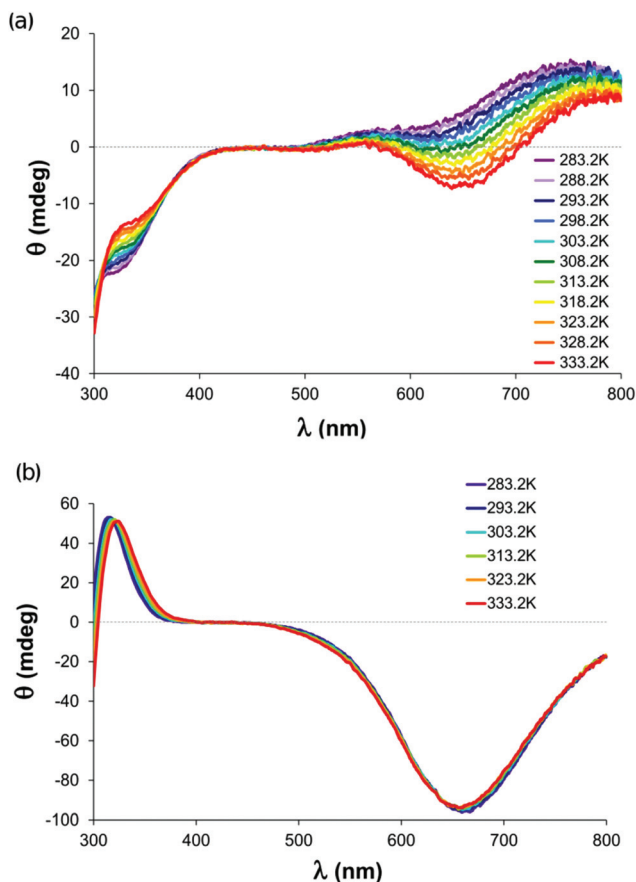 (a)
20
10
0
-10
-20
-30
-40
θ (mdeg)
283.2K
288.2K
293.2K
298.2K
303.2K
308.2K
313.2K
318.2K
323.2K
328.2K
333.2K
300 400 500 600 700 800
λ (nm)
(b)
60
40
20
0
-20
-40
-60
-80
-100
θ (mdeg)
283.2K
293.2K
303.2K
313.2K
323.2K
333.2K
300 400 500 600 700 800
λ (nm)